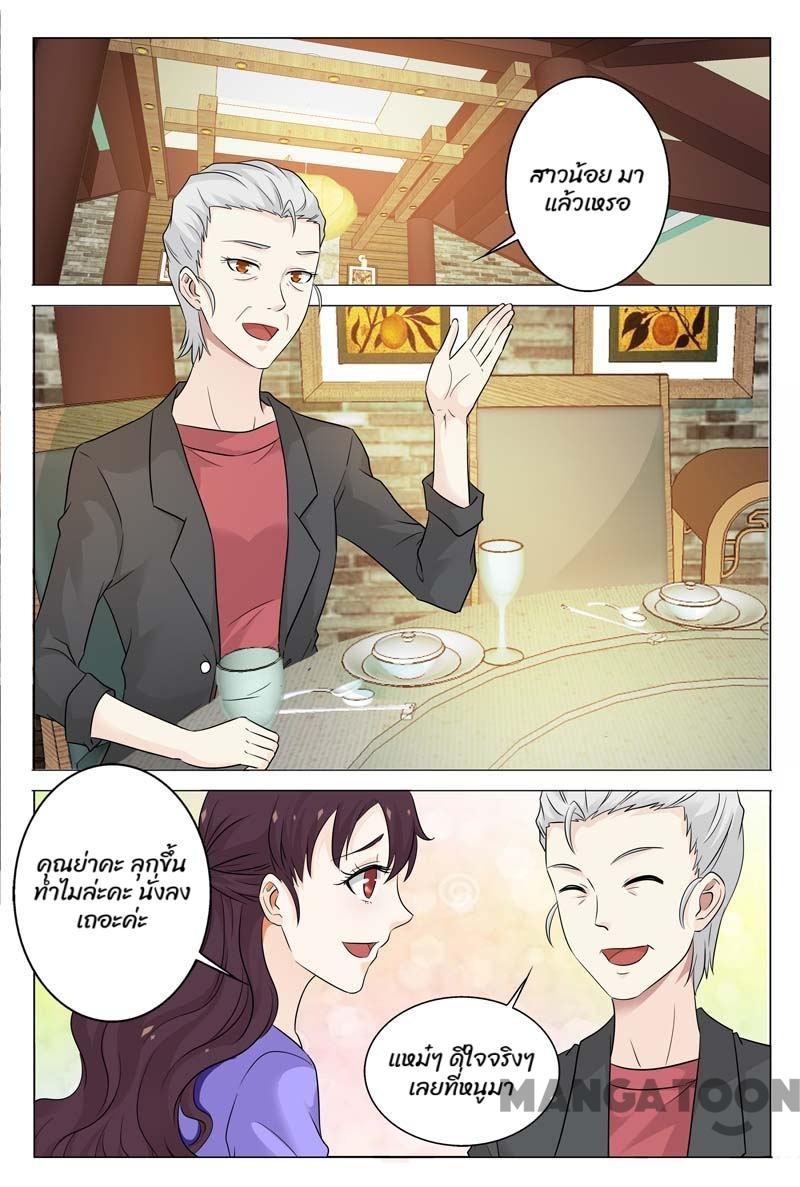 สาวน้อย มา
แล้วเหรอ
คุณย่าคะ ลุกขึ้น
ทำไมล่ะคะ นั่งลง
เถอะค่ะ
แหม๋ๆ ดีใจจริงๆ
เลยที่หนูมา
MANGATOON